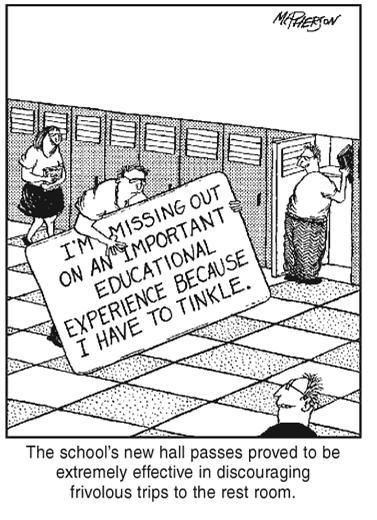 McPHERSON
I'M MISSING OUT
ON AN IMPORTANT
EDUCATIONAL
EXPERIENCE BECAUSE
I HAVE TO TINKLE.
The school's new hall passes proved to be
extremely effective in discouraging
frivolous trips to the rest room.